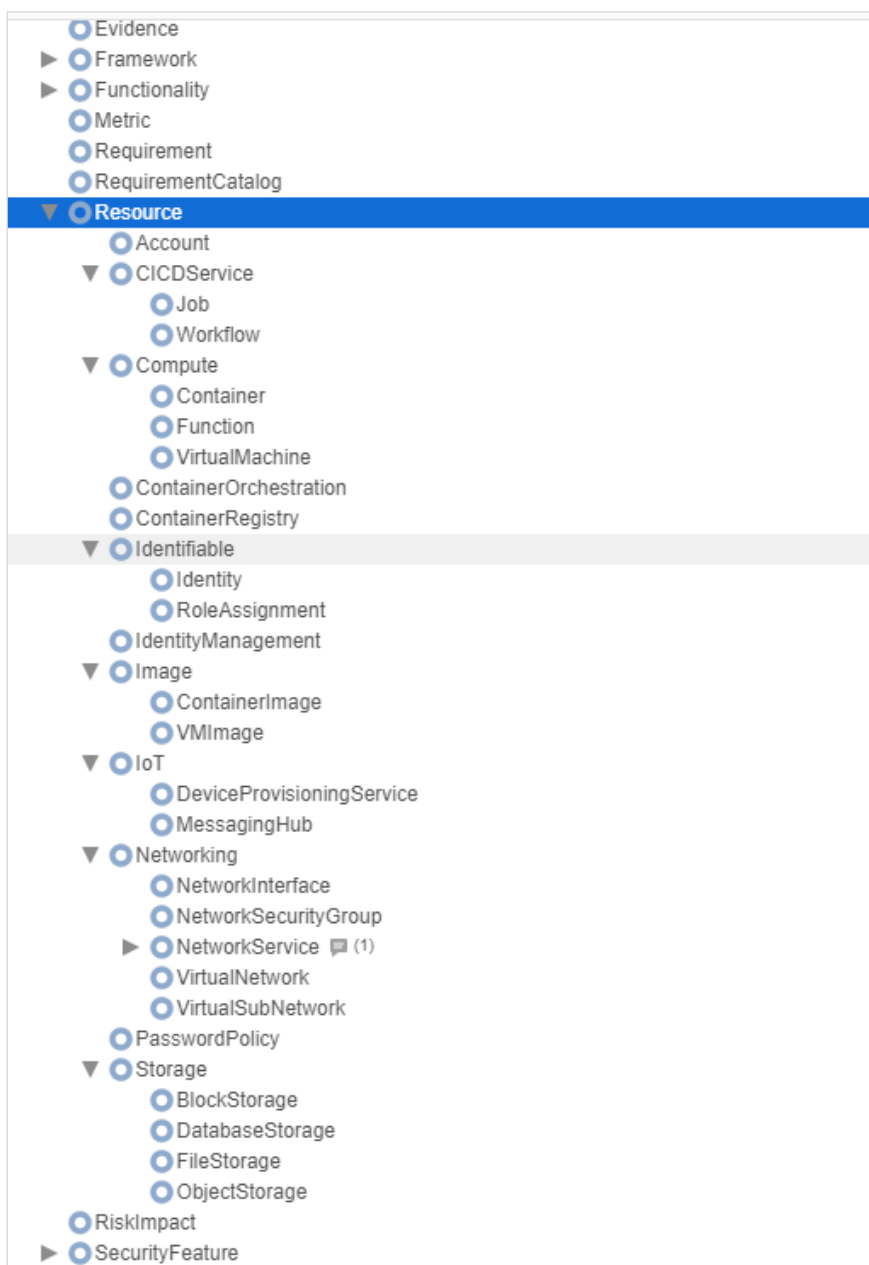 Evidence
Framework
Functionality
Metric
Requirement
RequirementCatalog
Resource
Account
CICDService
Job
Workflow
Compute
Container
Function
VirtualMachine
ContainerOrchestration
ContainerRegistry
Identifiable
Identity
RoleAssignment
IdentityManagement
Image
ContainerImage
VMImage
IoT
DeviceProvisioningService
MessagingHub
Networking
NetworkInterface
NetworkSecurityGroup
NetworkService (1)
VirtualNetwork
VirtualSubNetwork
PasswordPolicy
Storage
BlockStorage
DatabaseStorage
FileStorage
ObjectStorage
RiskImpact
SecurityFeature